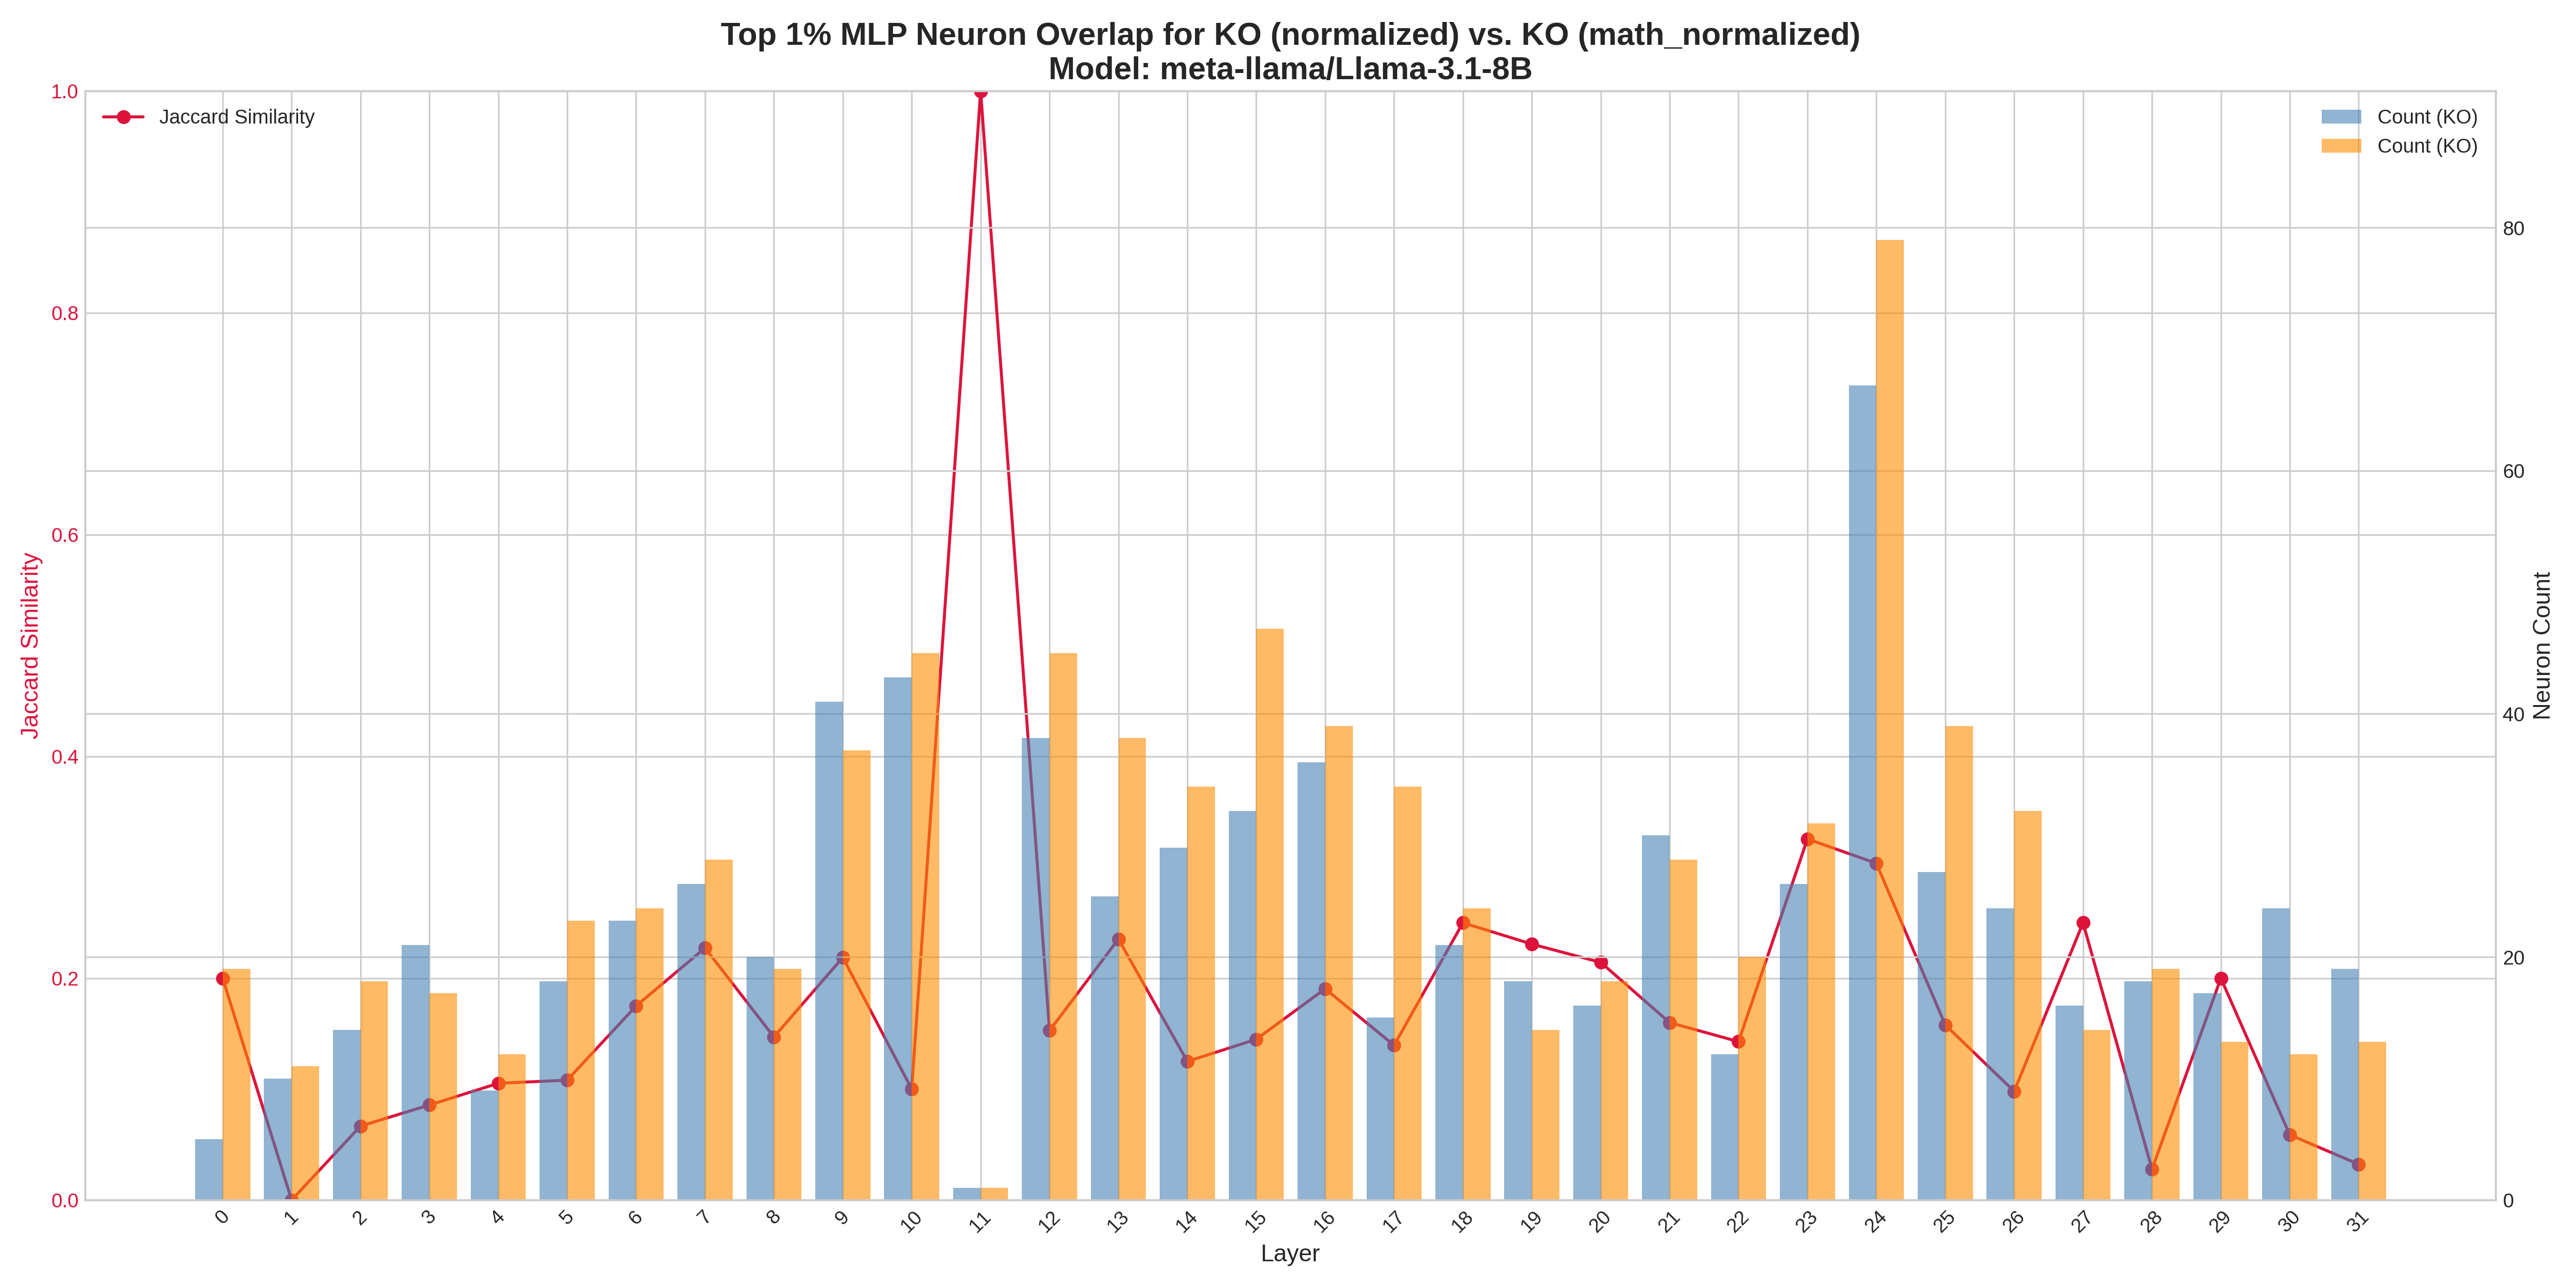 Top 1% MLP Neuron Overlap for KO (normalized) vs. KO (math_normalized)
Model: meta-llama/Llama-3.1-8B
Jaccard Similarity
Count (KO)
Count (KO)
Jaccard Similarity
1.0
0.8
0.6
0.4
0.2
0.0
Neuron Count
80
60
40
20
0
0 1 2 3 4 5 6 7 8 9 10 11 12 13 14 15 16 17 18 19 20 21 22 23 24 25 26 27 28 29 30 31
Layer